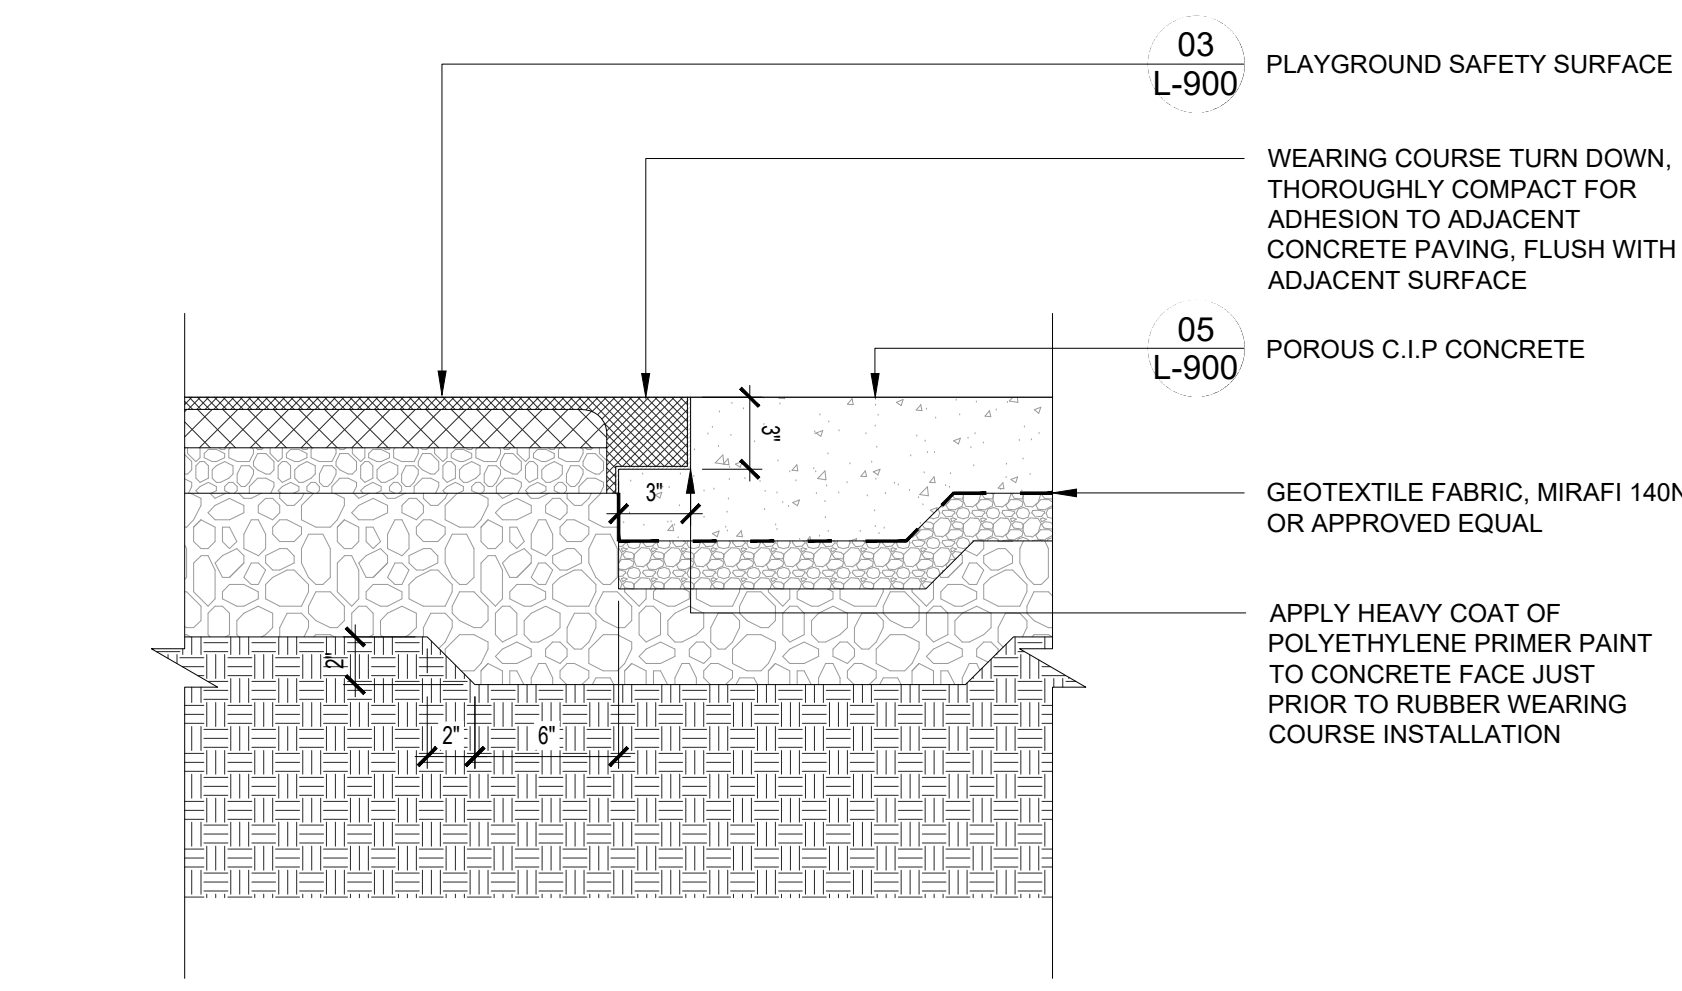 03
L-900
PLAYGROUND SAFETY SURFACE
WEARING COURSE TURN DOWN,
THOROUGHLY COMPACT FOR
ADHESION TO ADJACENT
CONCRETE PAVING, FLUSH WITH
ADJACENT SURFACE
05
L-900
POROUS C.I.P CONCRETE
3"
3"
GEOTEXTILE FABRIC, MIRAFI 140N
OR APPROVED EQUAL
APPLY HEAVY COAT OF
POLYETHYLENE PRIMER PAINT
TO CONCRETE FACE JUST
PRIOR TO RUBBER WEARING
COURSE INSTALLATION
2"
2"
6"